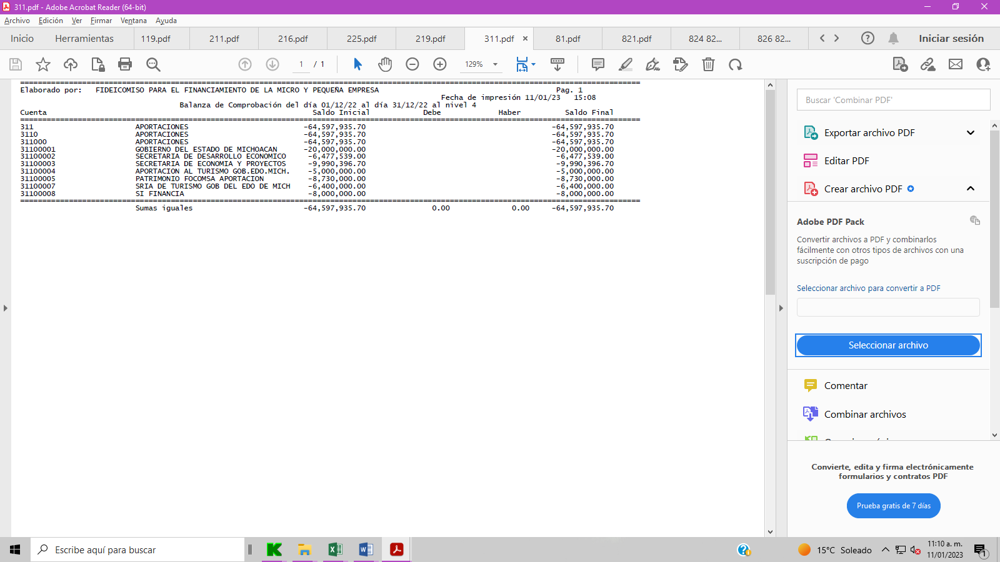 311.pdf - Adobe Acrobat Reader (64-bit)
Archivo Edición Ver Firmar Ventana Ayuda
Inicio Herramientas 119.pdf 211.pdf 216.pdf 225.pdf 219.pdf 311.pdf × 81.pdf 821.pdf 824 82... 826 82... Iniciar sesión
1 / 1 129%
Elaborado por: FIDEICOMISO PARA EL FINANCIAMIENTO DE LA MICRO Y PEQUEÑA EMPRESA Pag. 1
Fecha de impresión 11/01/23 15:08
Balanza de Comprobación del día 01/12/22 al día 31/12/22 al nivel 4
Cuenta Saldo Inicial Debe Haber Saldo Final
311 APORTACIONES -64,597,935.70 -64,597,935.70
3110 APORTACIONES -64,597,935.70 -64,597,935.70
311000 APORTACIONES -64,597,935.70 -64,597,935.70
31100001 GOBIERNO DEL ESTADO DE MICHOACAN -20,000,000.00 -20,000,000.00
31100002 SECRETARIA DE DESARROLLO ECONOMICO -6,477,539.00 -6,477,539.00
31100003 SECRETARIA DE ECONOMIA Y PROYECTOS -9,990,396.70 -9,990,396.70
31100004 APORTACION AL TURISMO GOB.EDO.MICH. -5,000,000.00 -5,000,000.00
31100005 PATRIMONIO FOCOMSA APORTACION -8,730,000.00 -8,730,000.00
31100007 SRIA DE TURISMO GOB DEL EDO DE MICH -6,400,000.00 -6,400,000.00
31100008 SI FINANCIA -8,000,000.00 -8,000,000.00
Sumas iguales -64,597,935.70 0.00 0.00 -64,597,935.70
Buscar 'Combinar PDF'
Exportar archivo PDF
Editar PDF
Crear archivo PDF
Adobe PDF Pack
Convertir archivos a PDF y combinarlos
fácilmente con otros tipos de archivos con una
suscripción de pago
Seleccionar archivo para convertir a PDF
Seleccionar archivo
Comentar
Combinar archivos
Convierte, edita y firma electrónicamente
formularios y contratos PDF
Prueba gratis de 7 días
Escribe aquí para buscar
15°C Soleado
11:10 a. m.
11/01/2023
1